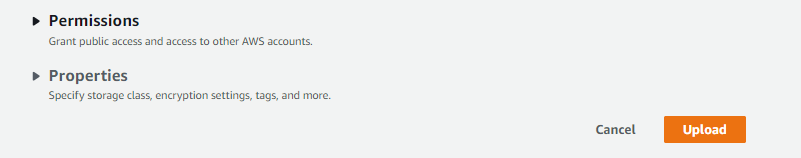 Permissions
Grant public access and access to other AWS accounts.
Properties
Specify storage class, encryption settings, tags, and more.
Cancel Upload